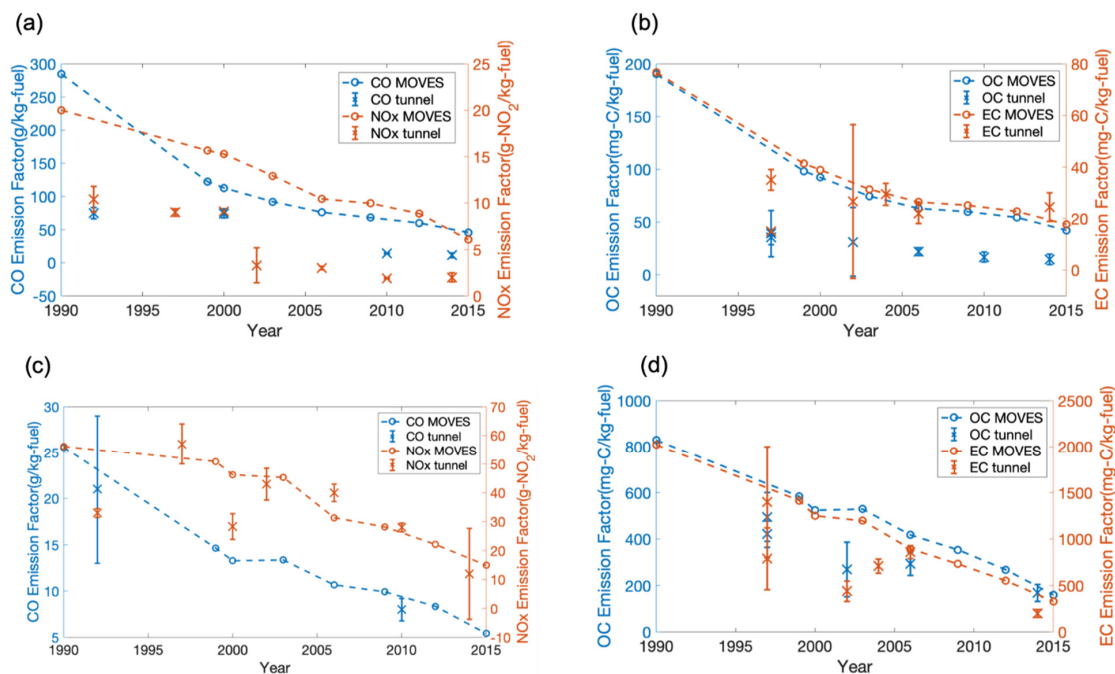 (a)
CO Emission Factor(g/kg-fuel)
300
250
200
150
100
50
0
-50
1990 1995 2000 2005 2010 2015
Year
25
20
15
10
5
0
NOx Emission Factor(g-NO2/kg-fuel)
CO MOVES
CO tunnel
NOx MOVES
NOx tunnel
(b)
OC Emission Factor(mg-C/kg-fuel)
200
150
100
50
0
1990 1995 2000 2005 2010 2015
Year
80
60
40
20
0
EC Emission Factor(mg-C/kg-fuel)
OC MOVES
OC tunnel
EC MOVES
EC tunnel
(c)
CO Emission Factor(g/kg-fuel)
30
25
20
15
10
5
1990 1995 2000 2005 2010 2015
Year
70
60
50
40
30
20
10
0
-10
NOx Emission Factor(g-NO2/kg-fuel)
CO MOVES
CO tunnel
NOx MOVES
NOx tunnel
(d)
OC Emission Factor(mg-C/kg-fuel)
1000
800
600
400
200
0
1990 1995 2000 2005 2010 2015
Year
2500
2000
1500
1000
500
0
EC Emission Factor(mg-C/kg-fuel)
OC MOVES
OC tunnel
EC MOVES
EC tunnel